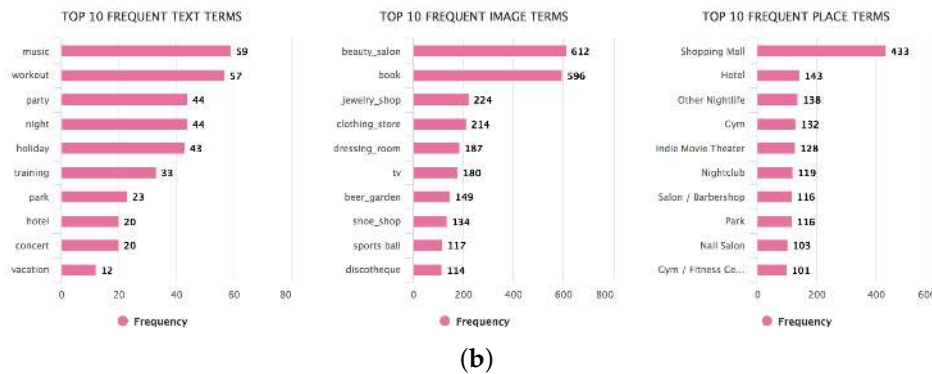 TOP 10 FREQUENT TEXT TERMS
music 59
workout 57
party 44
night 44
holiday 43
training 33
park 23
hotel 20
concert 20
vacation 12
0 20 40 60 80
Frequency
TOP 10 FREQUENT IMAGE TERMS
beauty_salon 612
book 596
jewelry_shop 224
clothing_store 214
dressing_room 187
tv 180
beer_garden 149
shoe_shop 134
sports ball 117
discotheque 114
0 200 400 600 800
Frequency
TOP 10 FREQUENT PLACE TERMS
Shopping Mall 433
Hotel 143
Other Nightlife 138
Gym 132
Indie Movie Theater 128
Nightclub 119
Salon / Barbershop 116
Park 116
Nail Salon 103
Gym / Fitness Ce... 101
0 200 400 600
Frequency
(b)